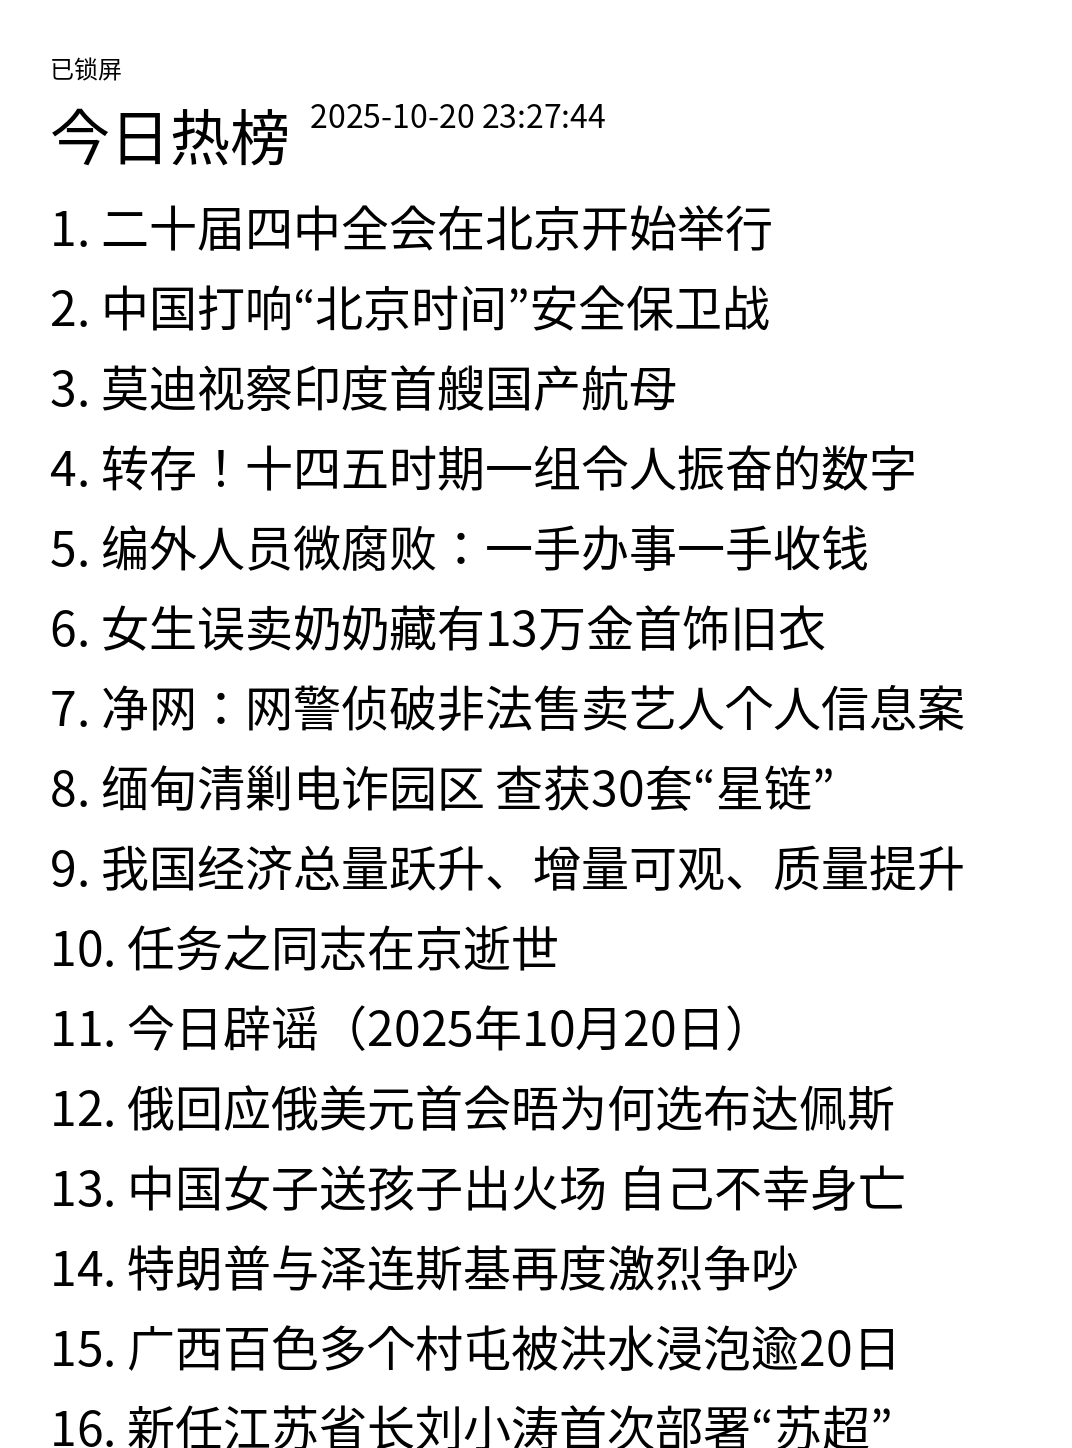 已锁屏
今日热榜 2025-10-20 23:27:44
1. 二十届四中全会在北京开始举行
2. 中国打响“北京时间”安全保卫战
3. 莫迪视察印度首艘国产航母
4. 转存！十四五时期一组令人振奋的数字
5. 编外人员微腐败：一手办事一手收钱
6. 女生误卖奶奶藏有13万金首饰旧衣
7. 净网：网警侦破非法售卖艺人个人信息案
8. 缅甸清剿电诈园区 查获30套“星链”
9. 我国经济总量跃升、增量可观、质量提升
10. 任务之同志在京逝世
11. 今日辟谣（2025年10月20日）
12. 俄回应俄美元首会晤为何选布达佩斯
13. 中国女子送孩子出火场 自己不幸身亡
14. 特朗普与泽连斯基再度激烈争吵
15. 广西百色多个村屯被洪水浸泡逾20日
16. 新任江苏省长刘小涛首次部署“苏超”